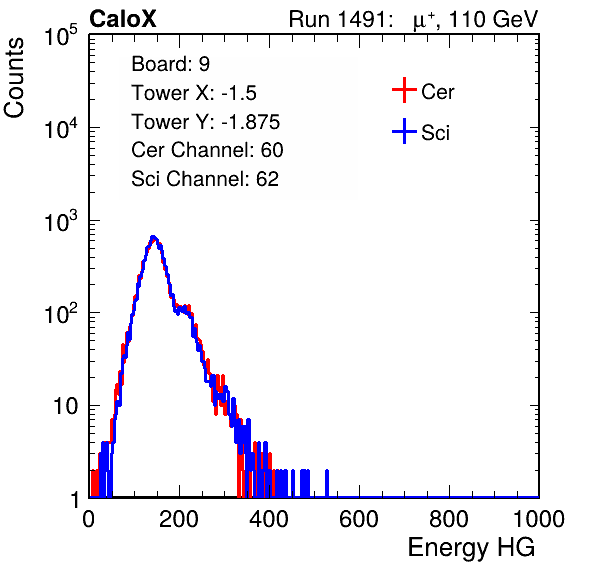 CaloX Run 1491: μ⁺, 110 GeV
Counts
10⁵
10⁴
10³
10²
10
1
Board: 9
Tower X: -1.5
Tower Y: -1.875
Cer Channel: 60
Sci Channel: 62
Cer
Sci
0 200 400 600 800 1000
Energy HG